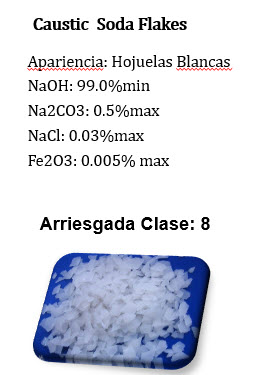 Caustic Soda Flakes
Apariencia: Hojuelas Blancas
NaOH: 99.0%min
Na2CO3: 0.5%max
NaCl: 0.03%max
Fe2O3: 0.005% max
Arriesgada Clase: 8